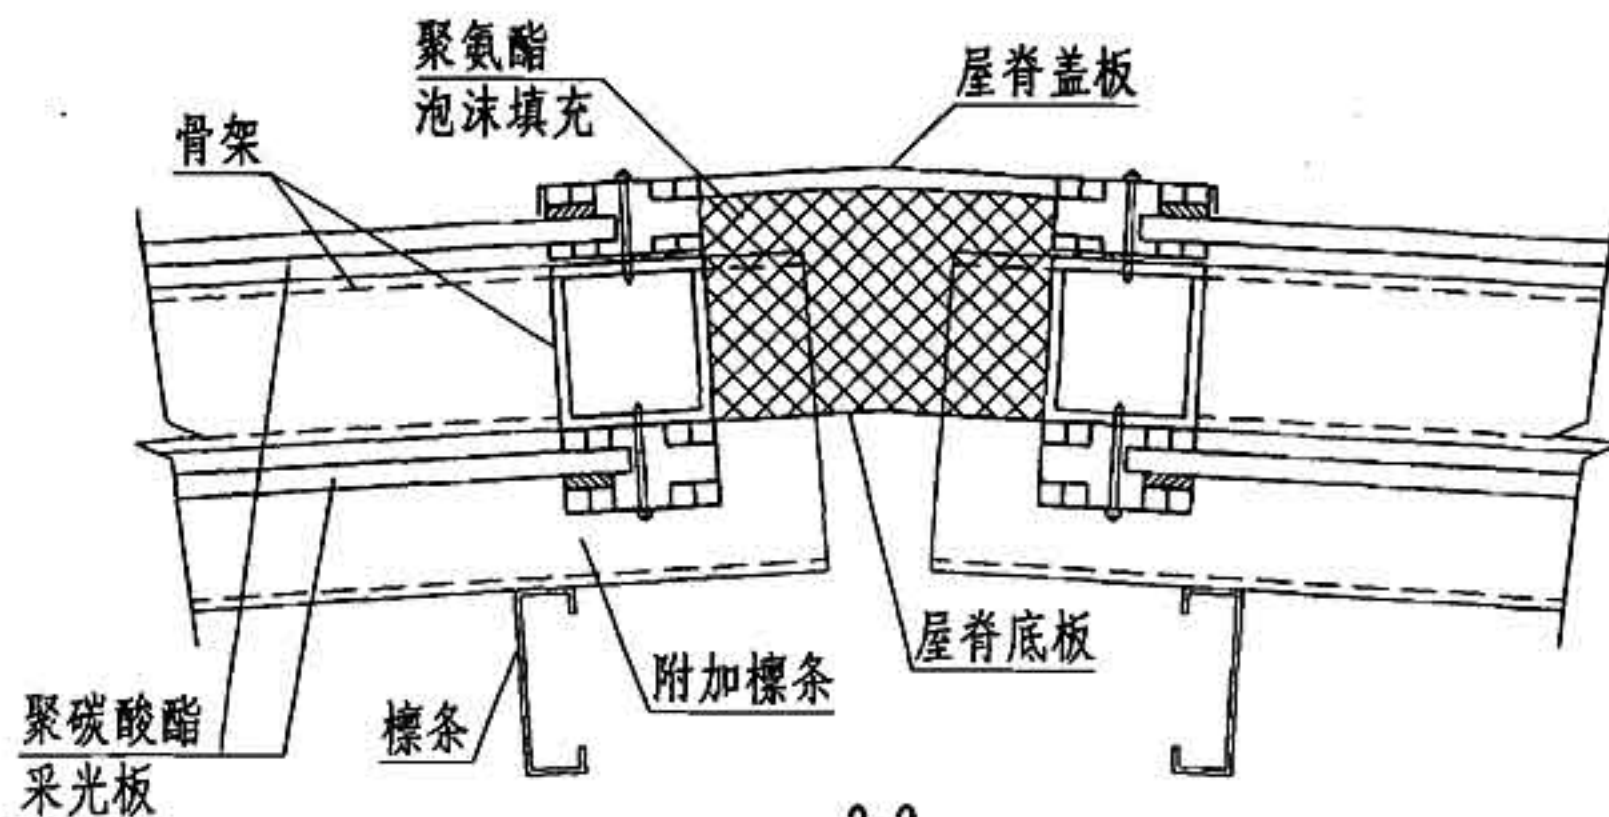 聚氨酯
泡沫填充
屋脊盖板
骨架
屋脊底板
附加檩条
檩条
聚碳酸酯
采光板